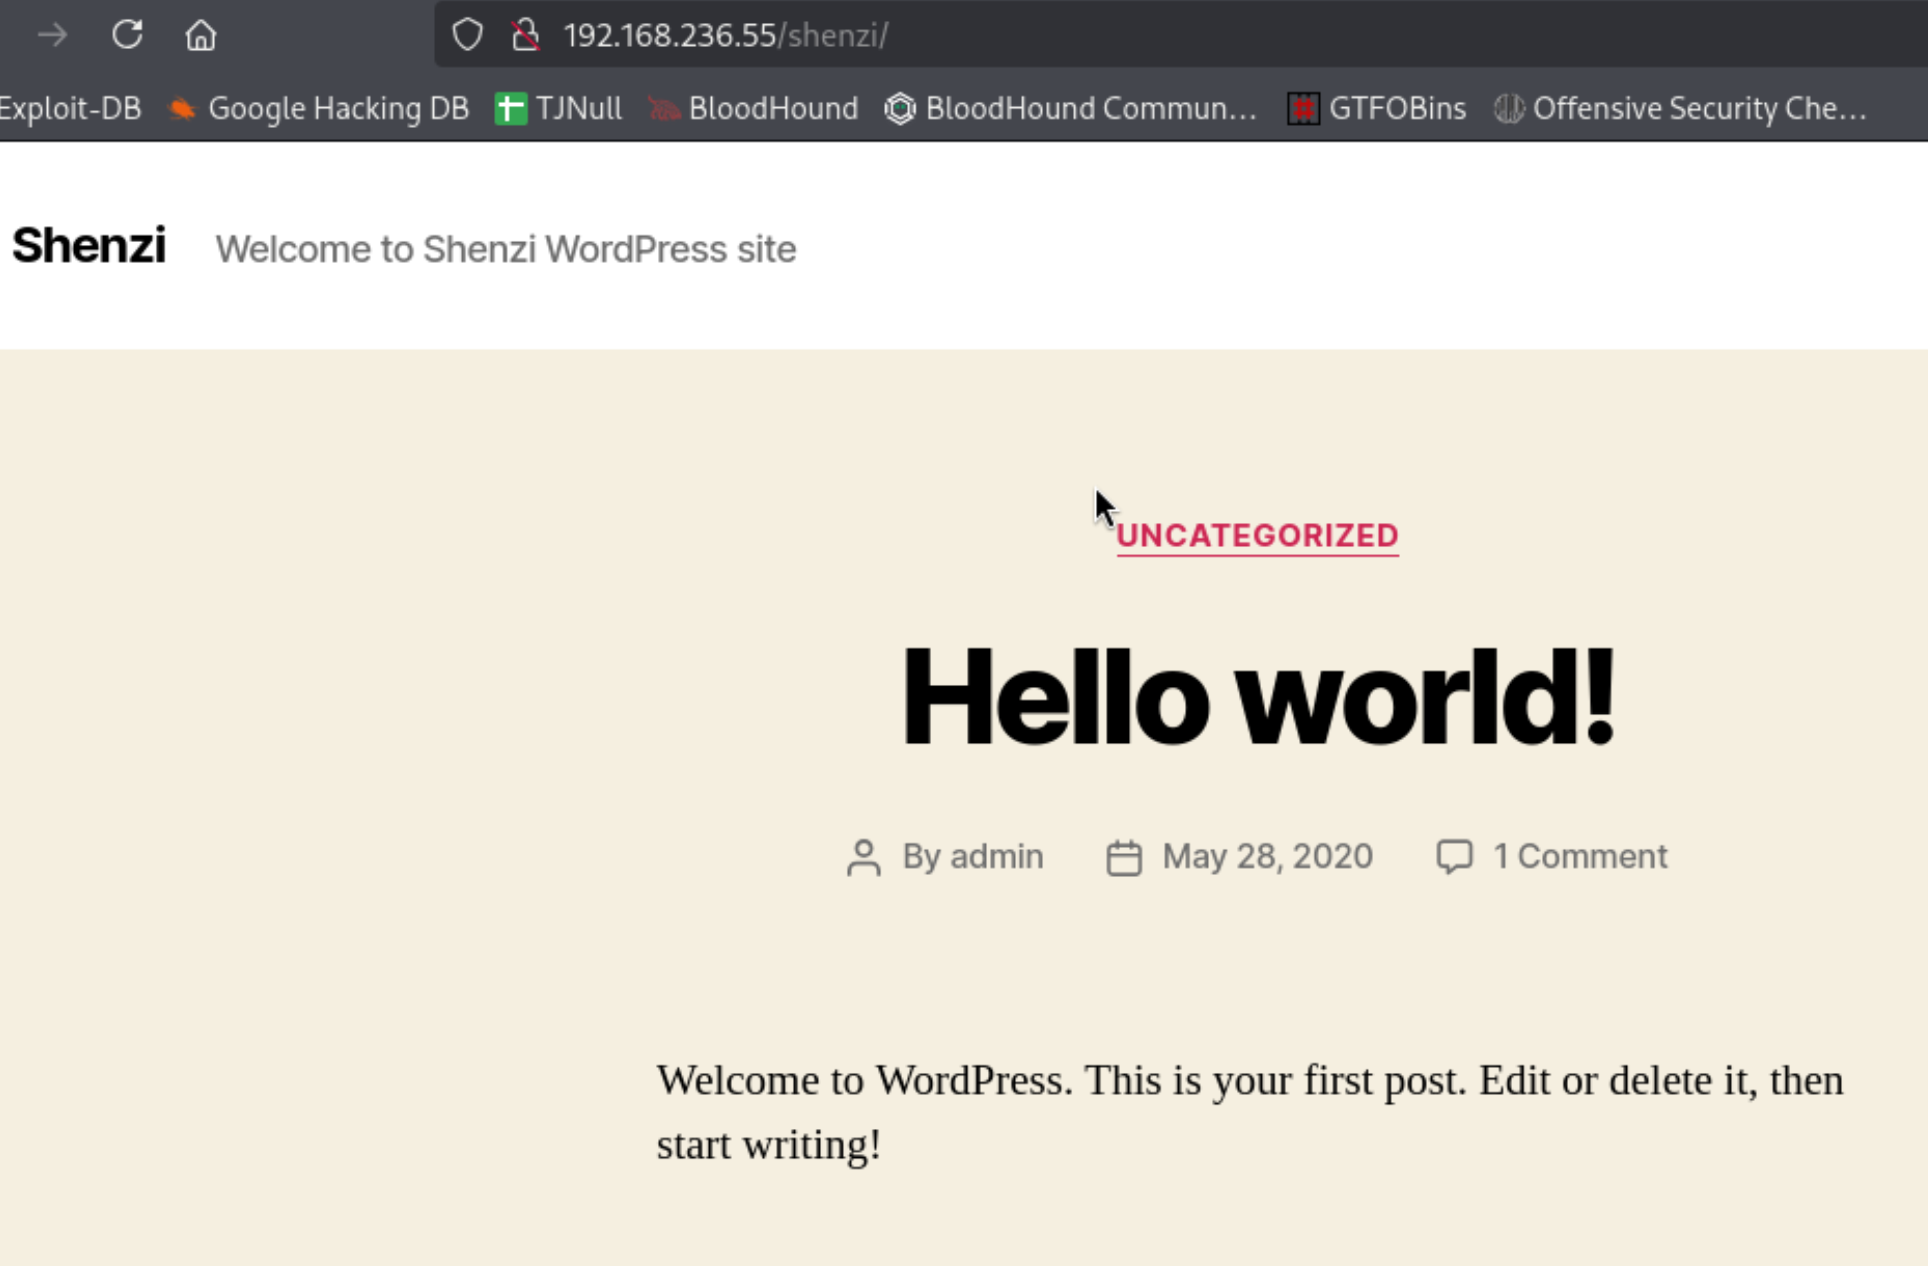 192.168.236.55/shenzi/
Exploit-DB Google Hacking DB TJNull BloodHound BloodHound Commun... GTFOBins Offensive Security Che...
Shenzi Welcome to Shenzi WordPress site
UNCATEGORIZED
Hello world!
By admin May 28, 2020 1 Comment
Welcome to WordPress. This is your first post. Edit or delete it, then
start writing!